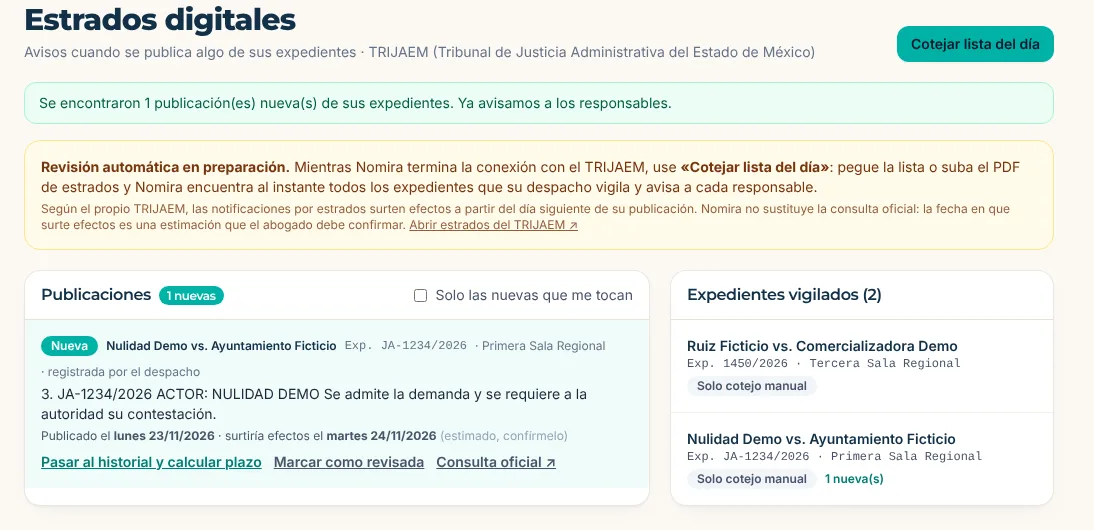 Estrados digitales
Avisos cuando se publica algo de sus expedientes · TRIJAEM (Tribunal de Justicia Administrativa del Estado de México)
Cotejar lista del día
Se encontraron 1 publicación(es) nueva(s) de sus expedientes. Ya avisamos a los responsables.
Revisión automática en preparación. Mientras Nomira termina la conexión con el TRIJAEM, use «Cotejar lista del día»: pegue la lista o suba el PDF
de estrados y Nomira encuentra al instante todos los expedientes que su despacho vigila y avisa a cada responsable.
Según el propio TRIJAEM, las notificaciones por estrados surten efectos a partir del día siguiente de su publicación. Nomira no sustituye la consulta oficial: la fecha en que
surte efectos es una estimación que el abogado debe confirmar. Abrir estrados del TRIJAEM ↗
Publicaciones 1 nuevas
Solo las nuevas que me tocan
Nueva Nulidad Demo vs. Ayuntamiento Ficticio Exp. JA-1234/2026 · Primera Sala Regional
· registrada por el despacho
3. JA-1234/2026 ACTOR: NULIDAD DEMO Se admite la demanda y se requiere a la
autoridad su contestación.
Publicado el lunes 23/11/2026 · surtiría efectos el martes 24/11/2026 (estimado, confírmelo)
Pasar al historial y calcular plazo Marcar como revisada Consulta oficial ↗
Expedientes vigilados (2)
Ruiz Ficticio vs. Comercializadora Demo
Exp. 1450/2026 · Tercera Sala Regional
Solo cotejo manual
Nulidad Demo vs. Ayuntamiento Ficticio
Exp. JA-1234/2026 · Primera Sala Regional
Solo cotejo manual 1 nueva(s)